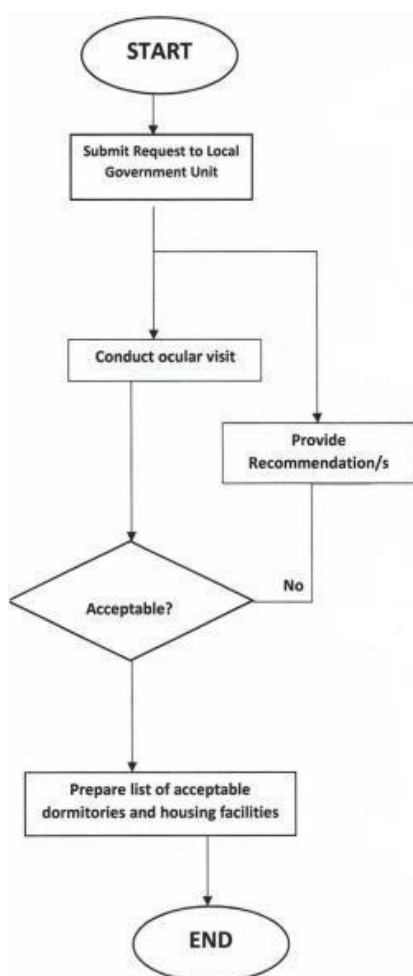 START
Submit Request to Local
Government Unit
Conduct ocular visit
Provide
Recommendation/s
No
Acceptable?
Prepare list of acceptable
dormitories and housing facilities
END